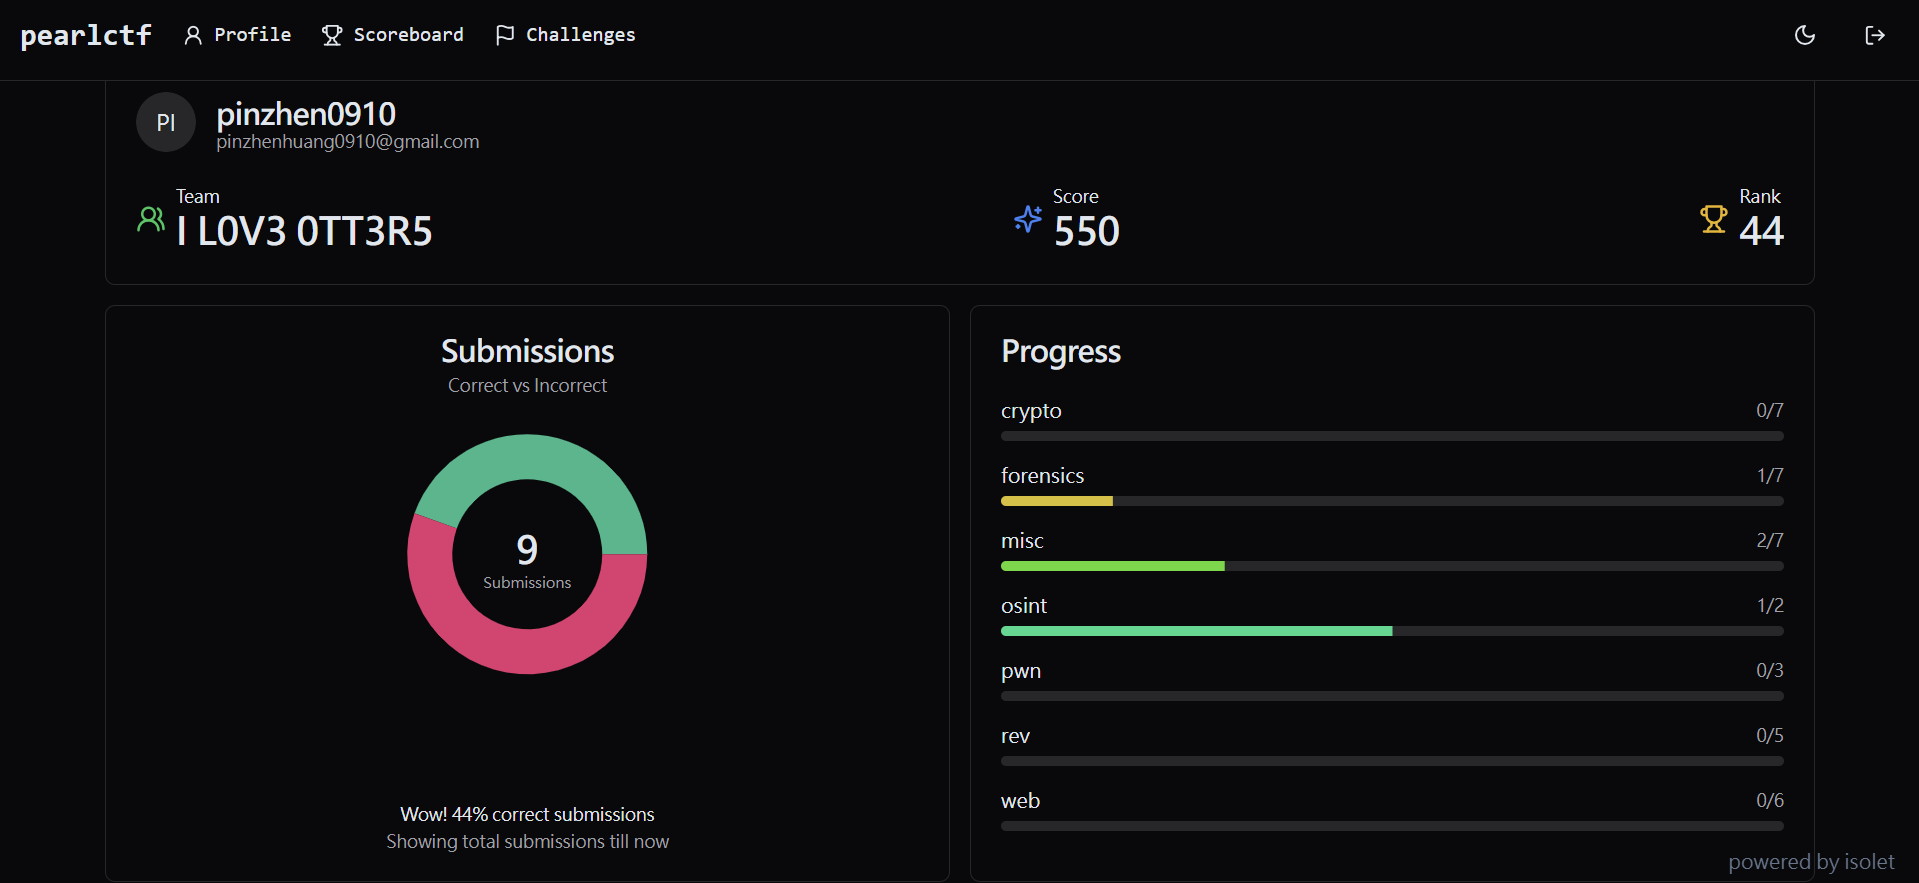 pearlctf Profile Scoreboard Challenges
PI
pinzhen0910
pinzhenhuang0910@gmail.com
Team
I L0V3 0TT3R5
Score
550
Rank
44
Submissions
Correct vs Incorrect
9
Submissions
Wow! 44% correct submissions
Showing total submissions till now
Progress
crypto 0/7
forensics 1/7
misc 2/7
osint 1/2
pwn 0/3
rev 0/5
web 0/6
powered by isolet